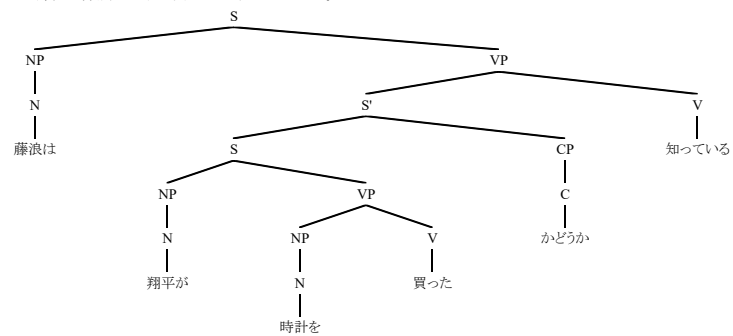 S
NP VP
N S' V
藤浪は S CP 知っている
NP VP C
N NP V かどうか
翔平が N 買った
時計を